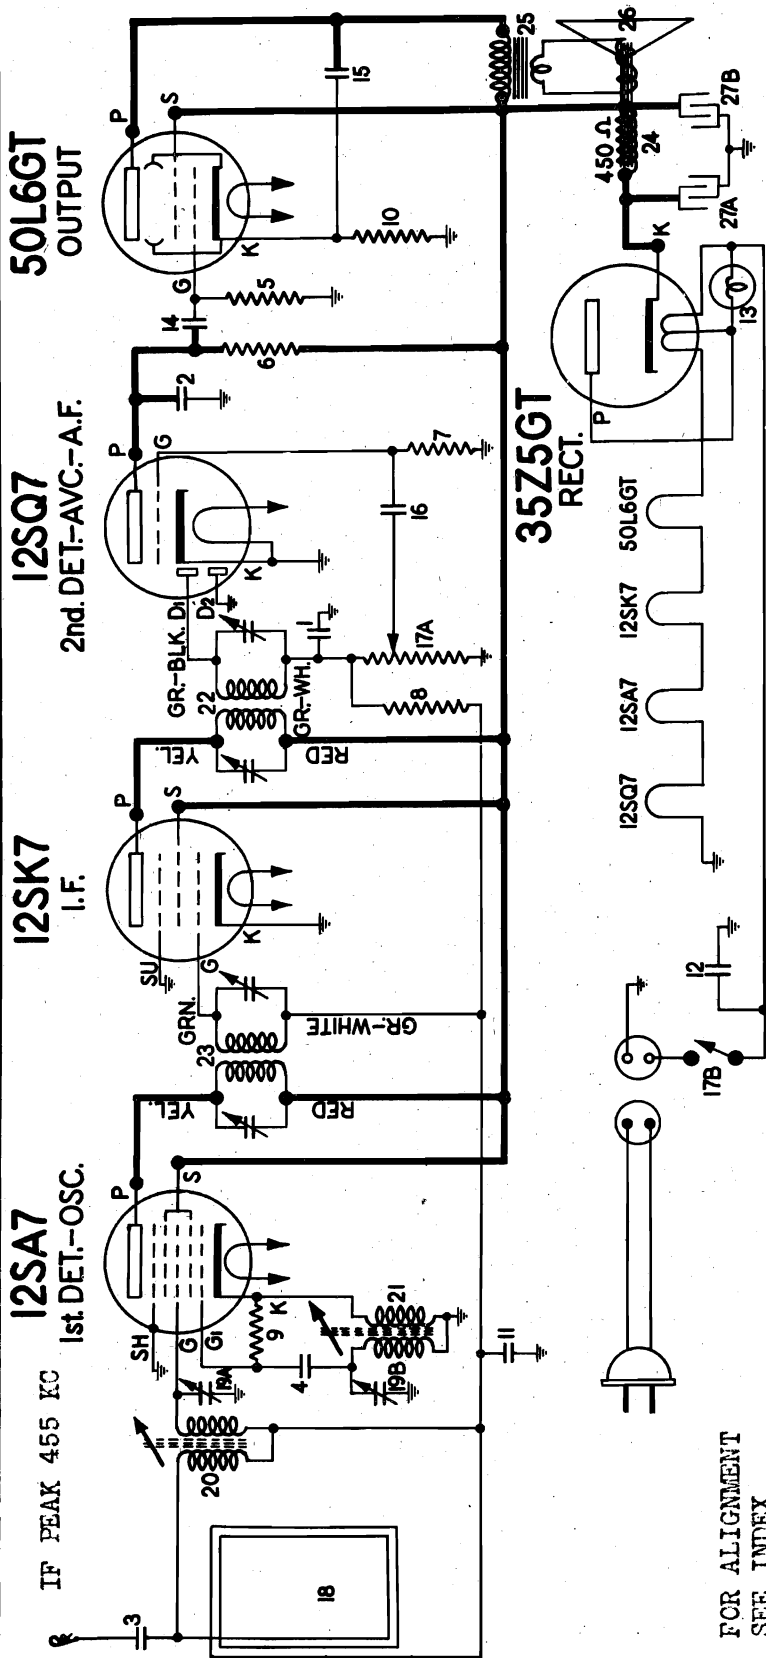 IF PEAK 455 KC
12SA7
1st. DET.-OSC.
12SK7
I.F.
12SQ7
2nd. DET.-AVC.-A.F.
50L6GT
OUTPUT
3
18
20
SH
G
G1
19A
P
S
9
K
4
19B
21
11
YEL.
RED
23
GRN.
GR.-WHITE
SU
G
P
S
K
YEL.
RED
22
GR.-BLK.
GR.-WH.
D1
D2
1
8
17A
K
P
G
16
7
2
14
6
5
G
P
S
K
10
15
25
26
450 Ω
24
27A
27B
35Z5GT
RECT.
P
K
13
50L6GT
12SK7
12SA7
12SQ7
12
17B
FOR ALIGNMENT
SEE INDEX